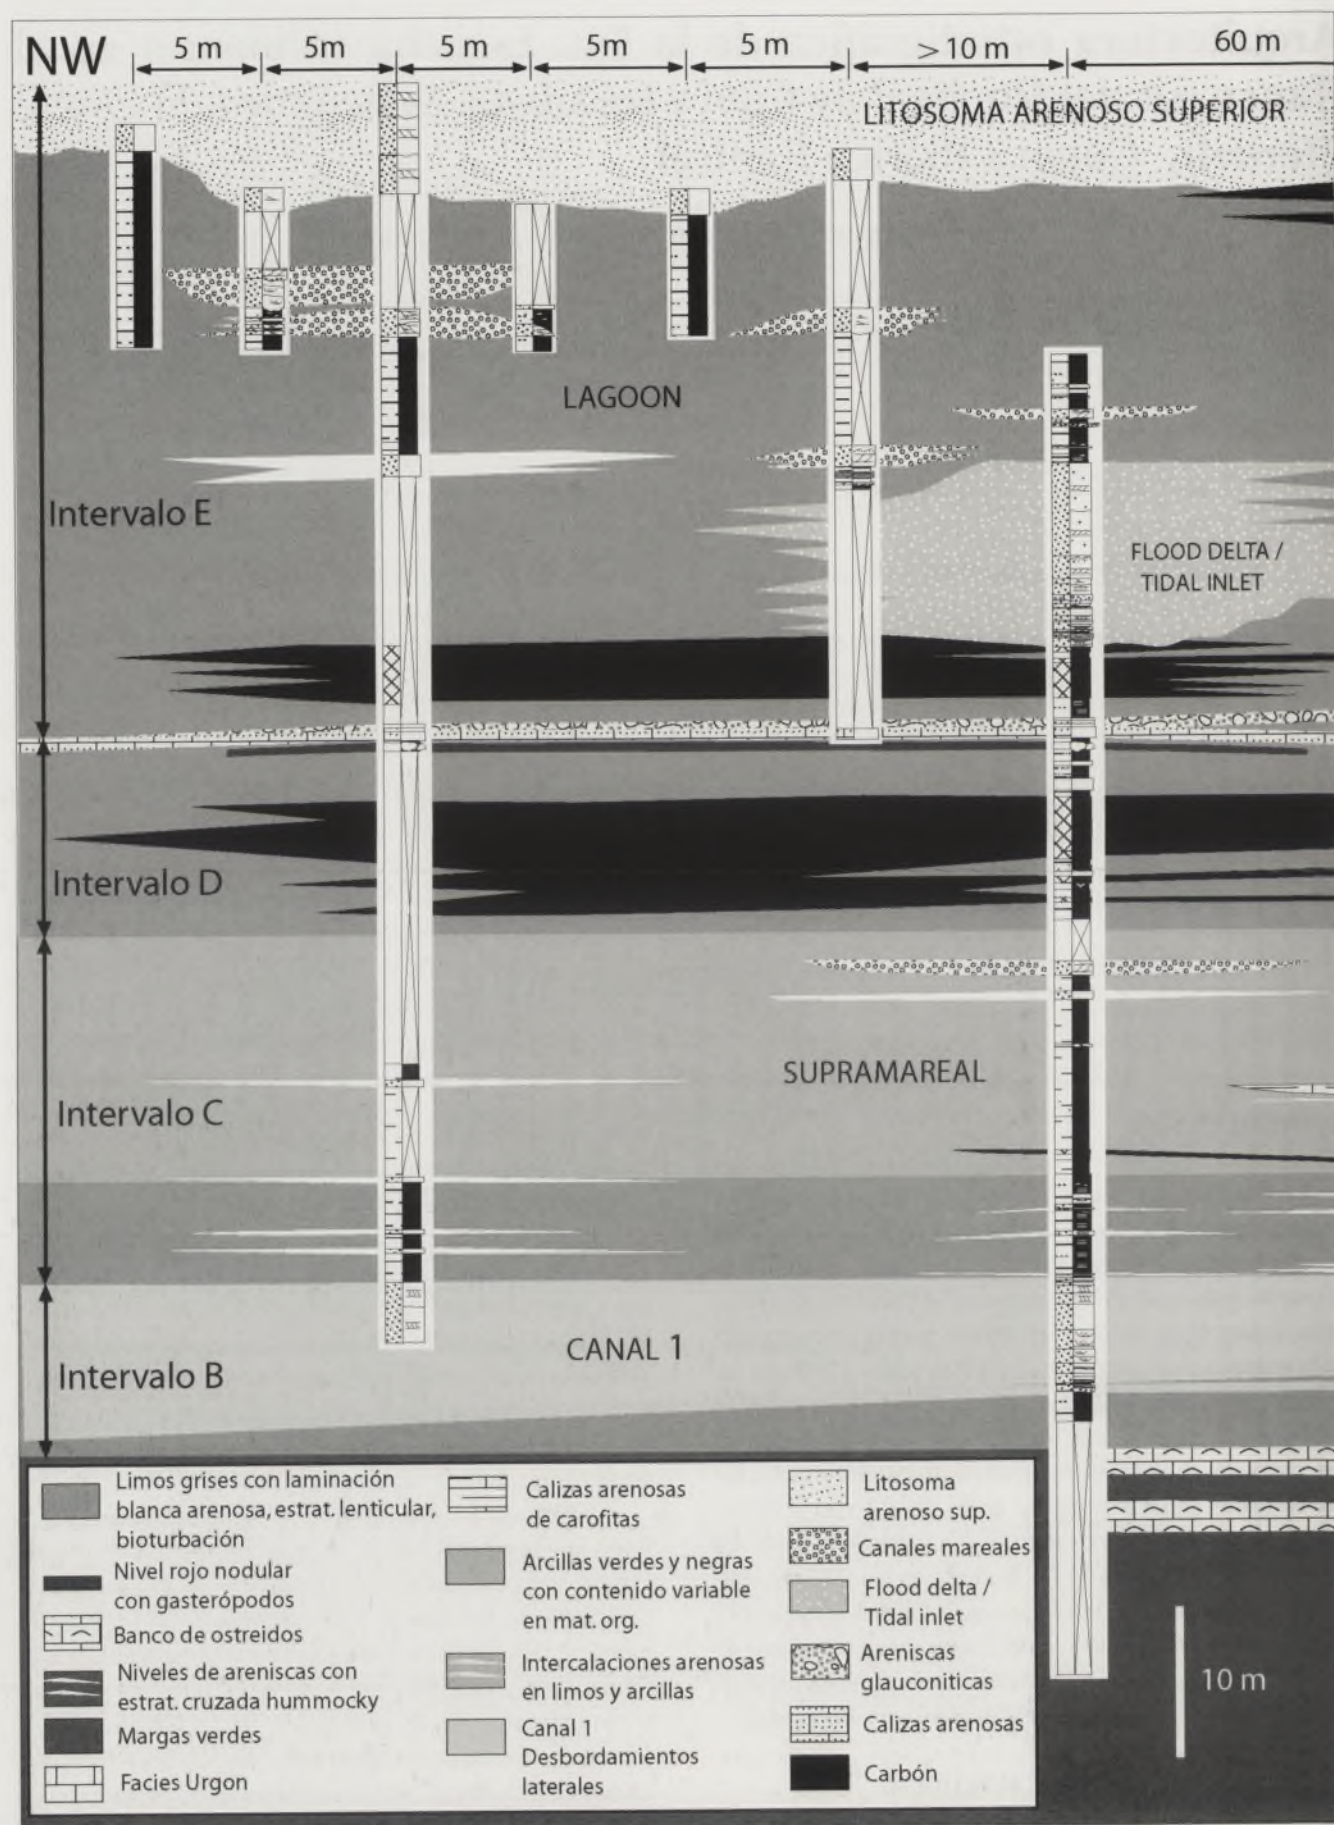 NW
5 m
5m
5 m
5m
5 m
> 10 m
60 m
LITOSOMA ARENOSO SUPERIOR
LAGOON
Intervalo E
FLOOD DELTA /
TIDAL INLET
Intervalo D
SUPRAMAREAL
Intervalo C
CANAL 1
Intervalo B
Limos grises con laminación
blanca arenosa, estrat. lenticular,
bioturbación
Nivel rojo nodular
con gasterópodos
Banco de ostreidos
Niveles de areniscas con
estrat. cruzada hummocky
Margas verdes
Facies Urgon
Calizas arenosas
de carofitas
Arcillas verdes y negras
con contenido variable
en mat. org.
Intercalaciones arenosas
en limos y arcillas
Canal 1
Desbordamientos
laterales
Litosoma
arenoso sup.
Canales mareales
Flood delta /
Tidal inlet
Areniscas
glauconiticas
Calizas arenosas
Carbón
10 m